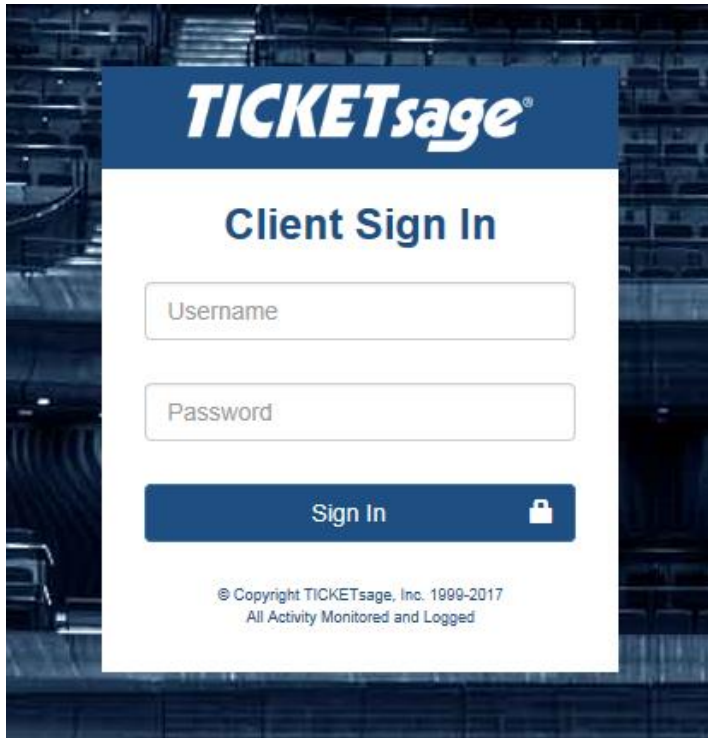 TICKETsage®
Client Sign In
Username
Password
Sign In
© Copyright TICKETsage, Inc. 1999-2017
All Activity Monitored and Logged